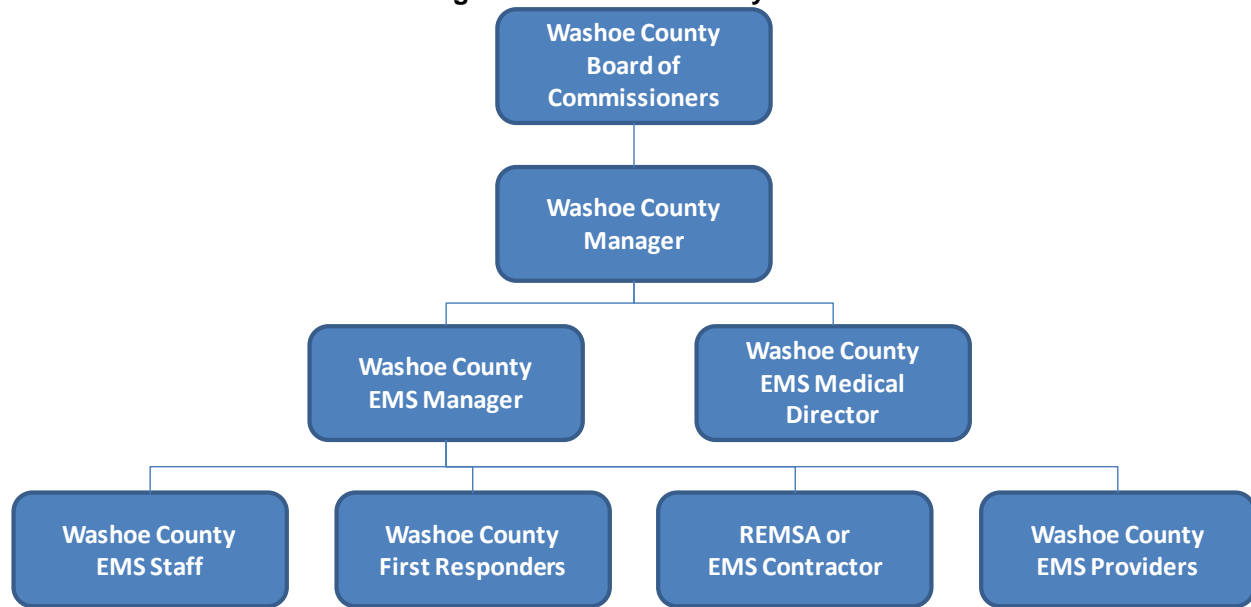 Washoe County
Board of
Commissioners
Washoe County
Manager
Washoe County
EMS Manager
Washoe County
EMS Medical
Director
Washoe County
EMS Staff
Washoe County
First Responders
REMSA or
EMS Contractor
Washoe County
EMS Providers